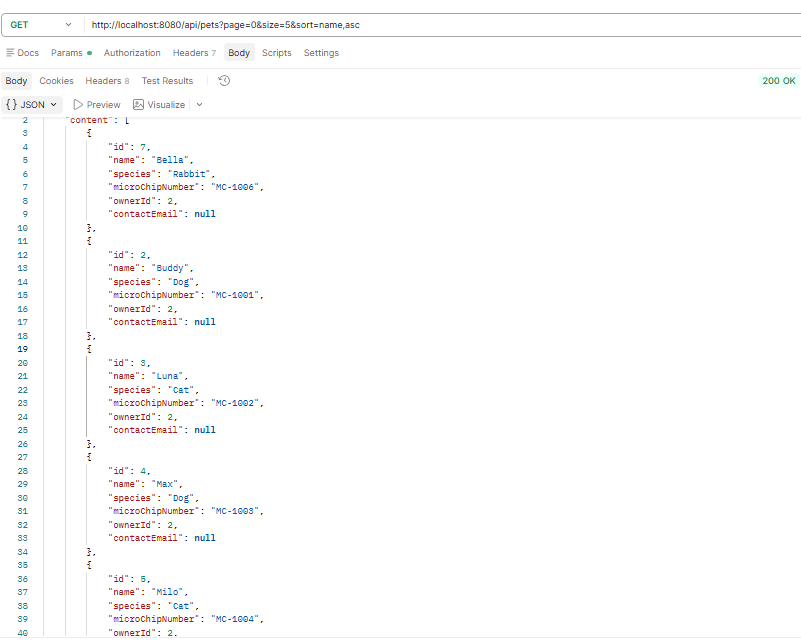 GET http://localhost:8080/api/pets?page=0&size=5&sort=name,asc
Docs Params Authorization Headers 7 Body Scripts Settings
Body Cookies Headers 8 Test Results 200 OK
{} JSON Preview Visualize
2 "content": [
3 {
4 "id": 7,
5 "name": "Bella",
6 "species": "Rabbit",
7 "microChipNumber": "MC-1006",
8 "ownerId": 2,
9 "contactEmail": null
10 },
11 {
12 "id": 2,
13 "name": "Buddy",
14 "species": "Dog",
15 "microChipNumber": "MC-1001",
16 "ownerId": 2,
17 "contactEmail": null
18 },
19 {
20 "id": 3,
21 "name": "Luna",
22 "species": "Cat",
23 "microChipNumber": "MC-1002",
24 "ownerId": 2,
25 "contactEmail": null
26 },
27 {
28 "id": 4,
29 "name": "Max",
30 "species": "Dog",
31 "microChipNumber": "MC-1003",
32 "ownerId": 2,
33 "contactEmail": null
34 },
35 {
36 "id": 5,
37 "name": "Milo",
38 "species": "Cat",
39 "microChipNumber": "MC-1004",
40 "ownerId": 2,